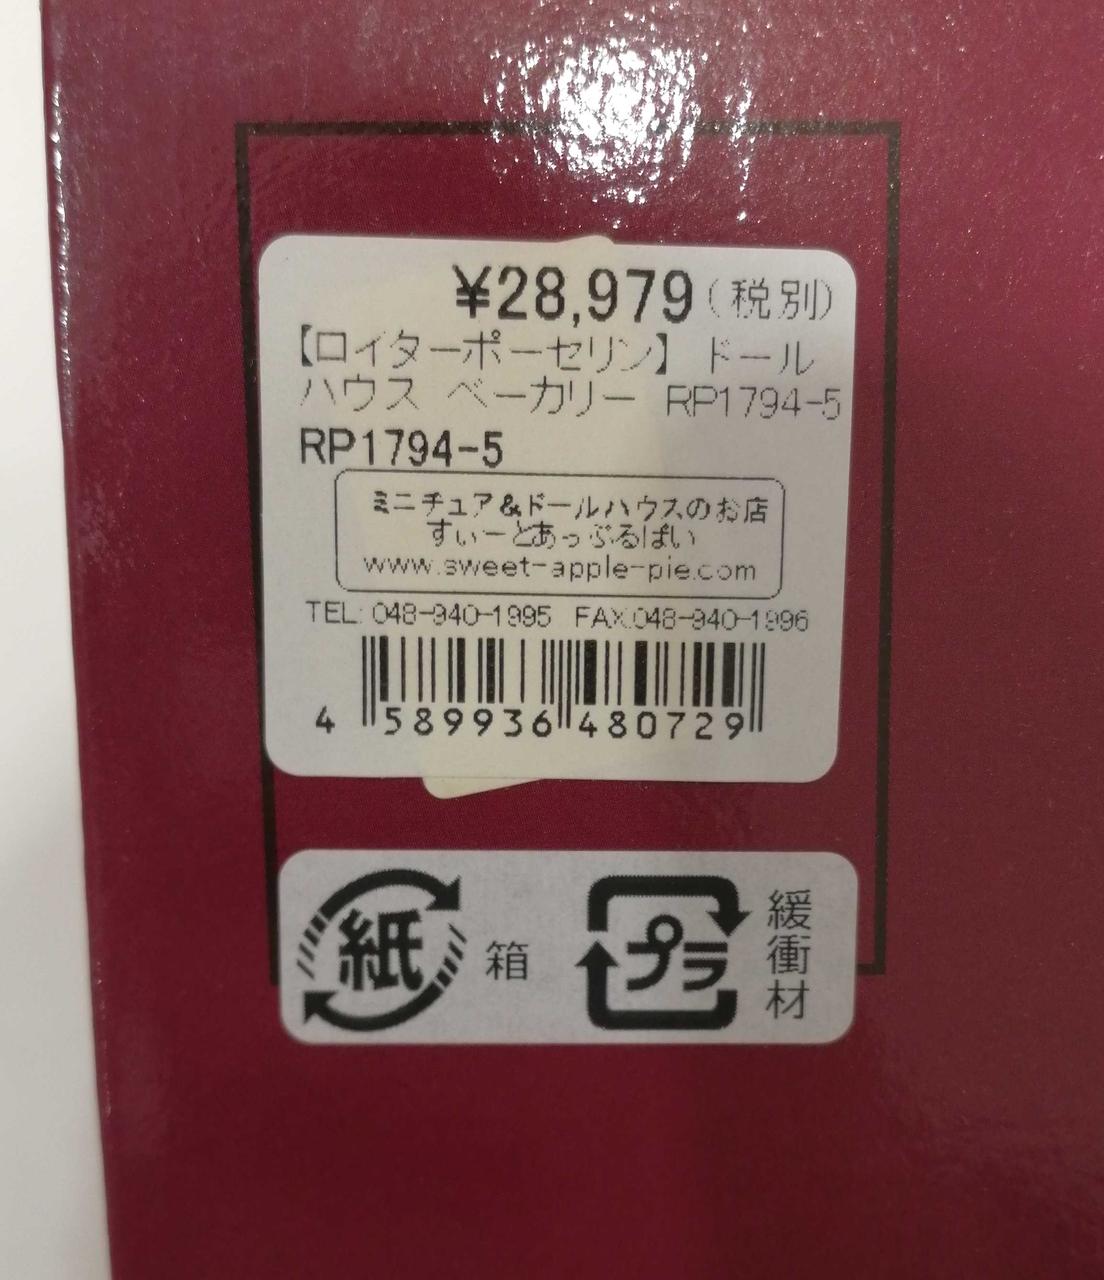 ¥28,979(税別)
【ロイターポーセリン】 ドール
ハウス ベーカリー RP1794-5
RP1794-5
ミニチュア&ドールハウスのお店
すぃーとあっぷるぱい
www.sweet-apple-pie.com
TEL: 048-940-1995 FAX:048-940-1996
4 589936 480729
紙 箱
プラ 緩衝材